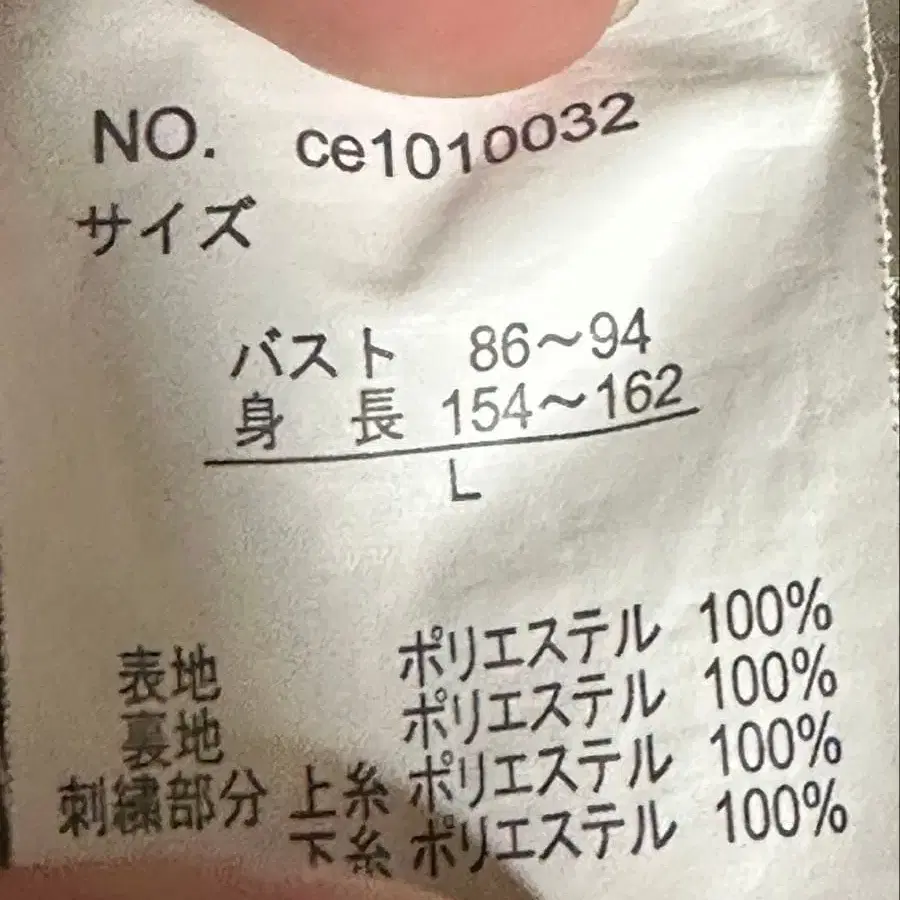 NO. ce1010032
サイズ
バスト 86～94
身 長 154～162
L
表地 ポリエステル 100%
裏地 ポリエステル 100%
刺繍部分 上糸 ポリエステル 100%
下糸 ポリエステル 100%